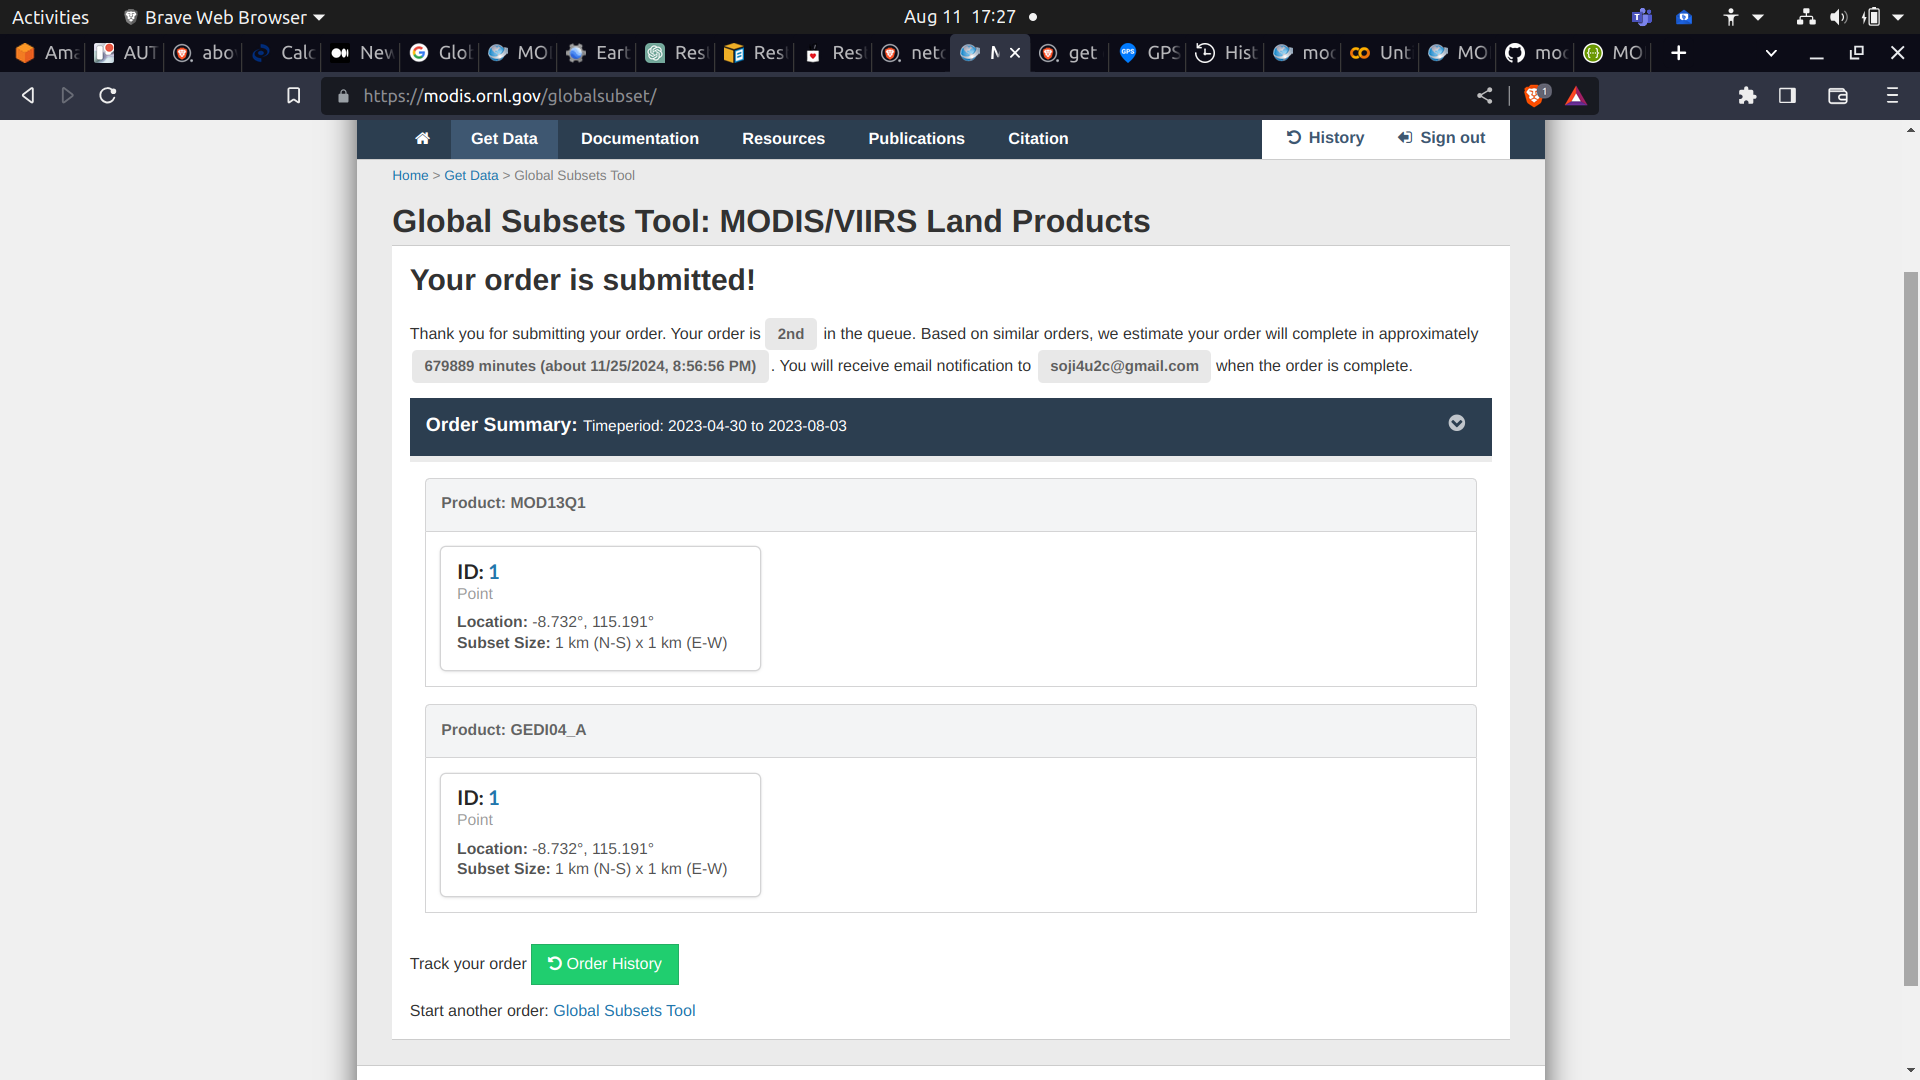 Activities Brave Web Browser Aug 11 17:27
Ama AUT abo Calc New Glob MO Eart Rest Rest Rest netc M get GPS Hist mod Unt MO moc MO
https://modis.ornl.gov/globalsubset/ 1
Get Data Documentation Resources Publications Citation History Sign out
Home > Get Data > Global Subsets Tool
Global Subsets Tool: MODIS/VIIRS Land Products
Your order is submitted!
Thank you for submitting your order. Your order is 2nd in the queue. Based on similar orders, we estimate your order will complete in approximately
679889 minutes (about 11/25/2024, 8:56:56 PM) . You will receive email notification to soji4u2c@gmail.com when the order is complete.
Order Summary: Timeperiod: 2023-04-30 to 2023-08-03
Product: MOD13Q1
ID: 1
Point
Location: -8.732°, 115.191°
Subset Size: 1 km (N-S) x 1 km (E-W)
Product: GEDI04_A
ID: 1
Point
Location: -8.732°, 115.191°
Subset Size: 1 km (N-S) x 1 km (E-W)
Track your order Order History
Start another order: Global Subsets Tool